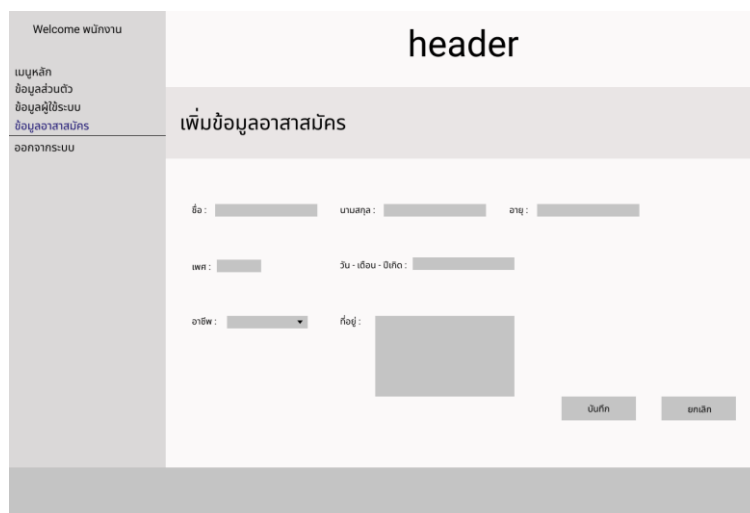 Welcome พนักงาน
header
เมนูหลัก
ข้อมูลส่วนตัว
ข้อมูลผู้ใช้ระบบ
ข้อมูลอาสาสมัคร
ออกจากระบบ
เพิ่มข้อมูลอาสาสมัคร
ชื่อ : นามสกุล : อายุ :
เพศ : วัน - เดือน - ปีเกิด :
อาชีพ : ที่อยู่ :
บันทึก ยกเลิก